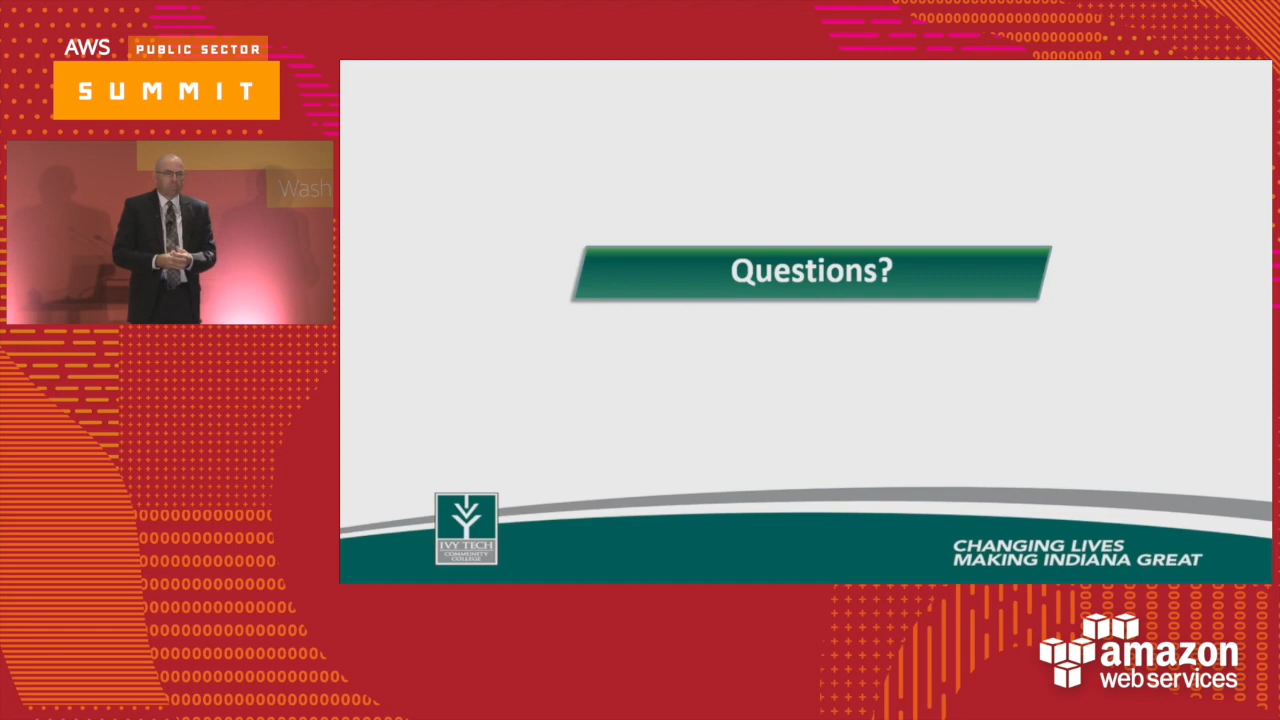 AWS PUBLIC SECTOR
SUMMIT
Wash
Questions?
IVY TECH
COMMUNITY
COLLEGE
CHANGING LIVES
MAKING INDIANA GREAT
amazon
web services